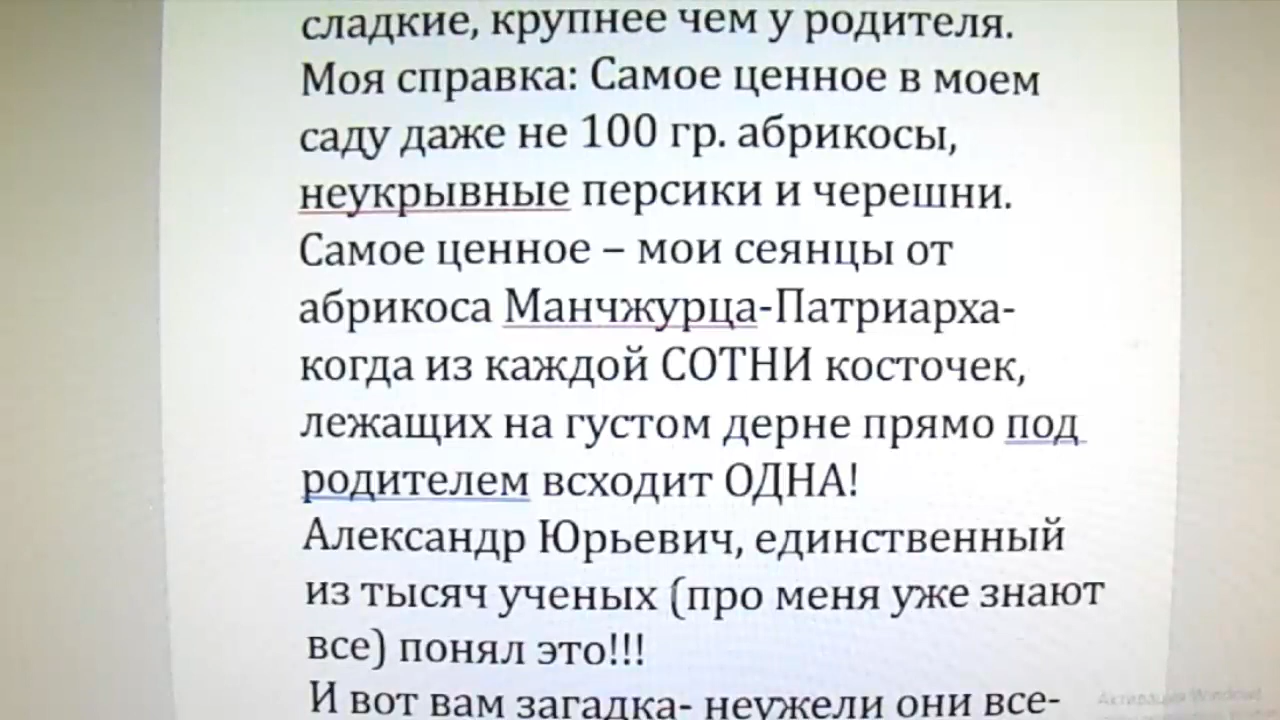 сладкие, крупнее чем у родителя.
Моя справка: Самое ценное в моем
саду даже не 100 гр. абрикосы,
неукрывные персики и черешни.
Самое ценное – мои сеянцы от
абрикоса Манчжурца-Патриарха-
когда из каждой СОТНИ косточек,
лежащих на густом дерне прямо под
родителем всходит ОДНА!
Александр Юрьевич, единственный
из тысяч ученых (про меня уже знают
все) понял это!!!
И вот вам загадка- неужели они все-
Активация Windows